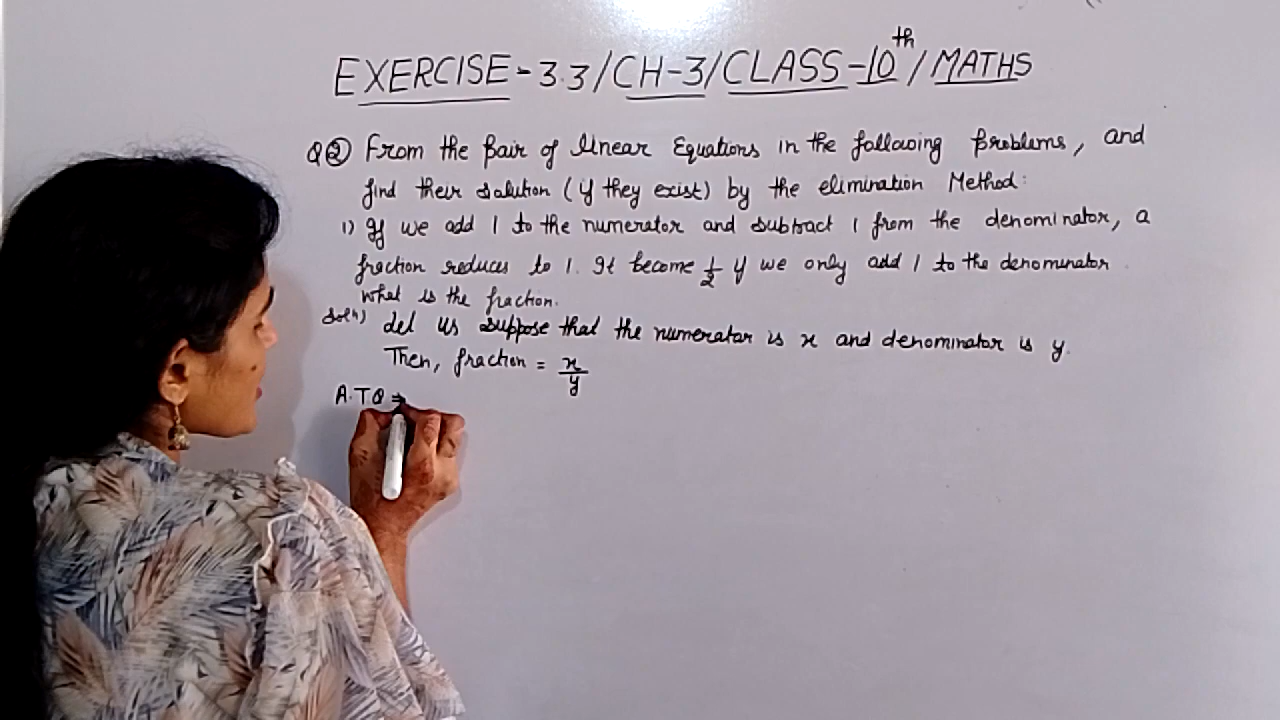 EXERCISE - 3.3 / CH-3 / CLASS-10th / MATHS
Q② From the Pair of linear Equations in the following Problems, and
find their solution (if they exist) by the elimination Method:
1) If we add 1 to the numerator and subtract 1 from the denominator, a
fraction reduces to 1. It become 1/2 if we only add 1 to the denominator.
What is the fraction.
Soln) Let us suppose that the numerator is x and denominator is y.
Then, fraction = x/y
A.T.Q ⇒